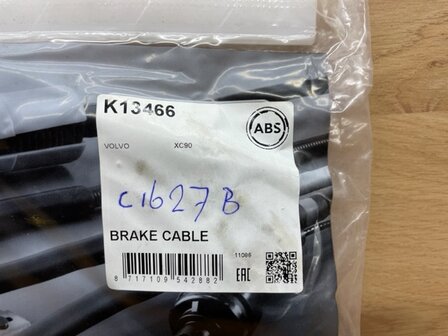 K13466
ABS
VOLVO XC90
C1627B
BRAKE CABLE
11086
8 717109 542882
EAC